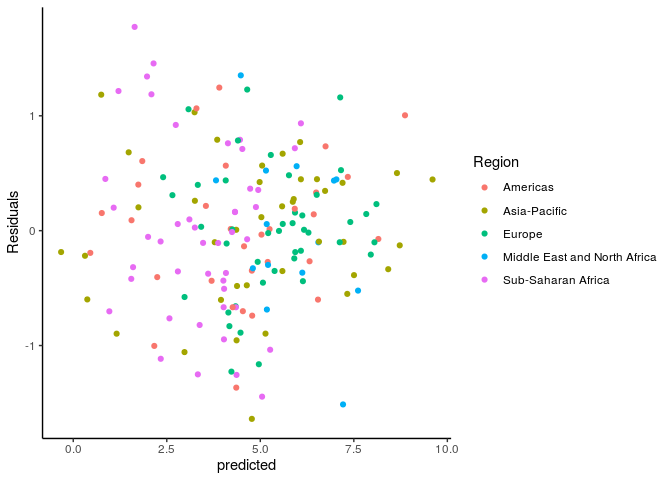 Residuals
1
0
-1
0.0
2.5
5.0
7.5
10.0
predicted
Region
Americas
Asia-Pacific
Europe
Middle East and North Africa
Sub-Saharan Africa